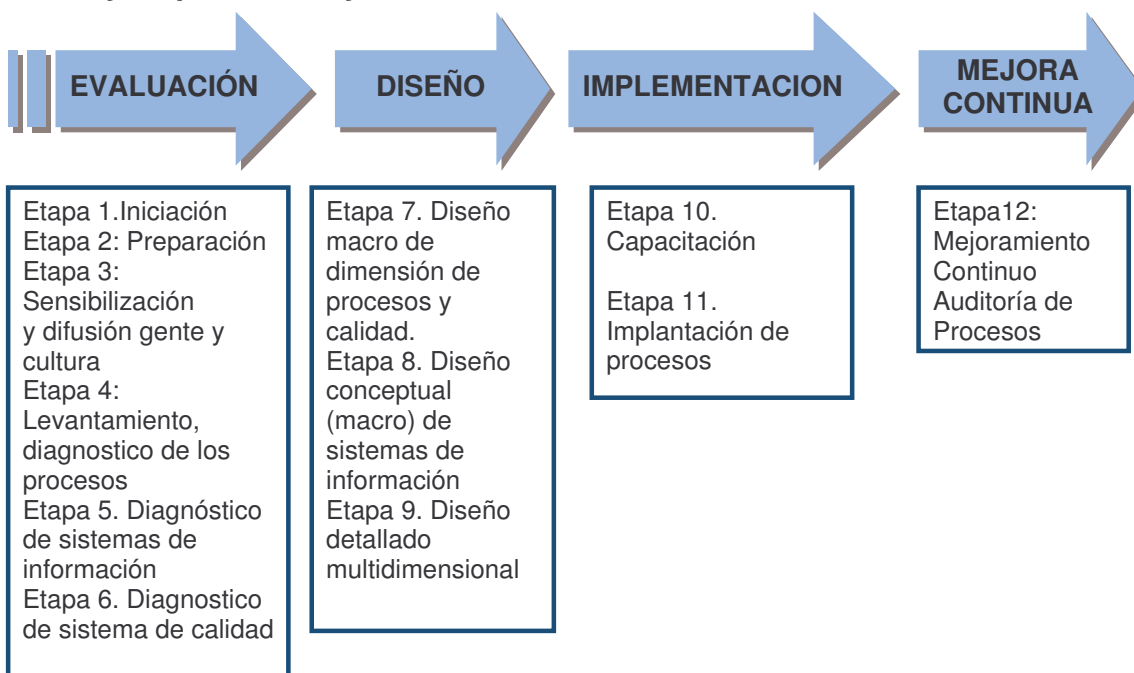 EVALUACIÓN
DISEÑO
IMPLEMENTACION
MEJORA
CONTINUA
Etapa 1.Iniciación
Etapa 2: Preparación
Etapa 3:
Sensibilización
y difusión gente y
cultura
Etapa 4:
Levantamiento,
diagnostico de los
procesos
Etapa 5. Diagnóstico
de sistemas de
información
Etapa 6. Diagnostico
de sistema de calidad
Etapa 7. Diseño
macro de
dimensión de
procesos y
calidad.
Etapa 8. Diseño
conceptual
(macro) de
sistemas de
información
Etapa 9. Diseño
detallado
multidimensional
Etapa 10.
Capacitación
Etapa 11.
Implantación de
procesos
Etapa12:
Mejoramiento
Continuo
Auditoría de
Procesos